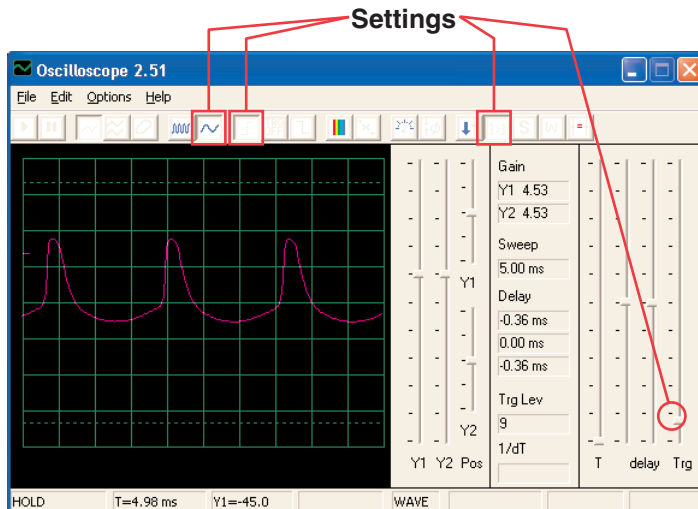 Settings
Oscilloscope 2.51
File Edit Options Help
Gain
Y1 4.53
Y2 4.53
Sweep
5.00 ms
Delay
-0.36 ms
0.00 ms
-0.36 ms
Trg Lev
9
1/dT
Y1
Y2
Y1 Y2 Pos
T delay Trg
HOLD T=4.98 ms Y1=-45.0 WAVE